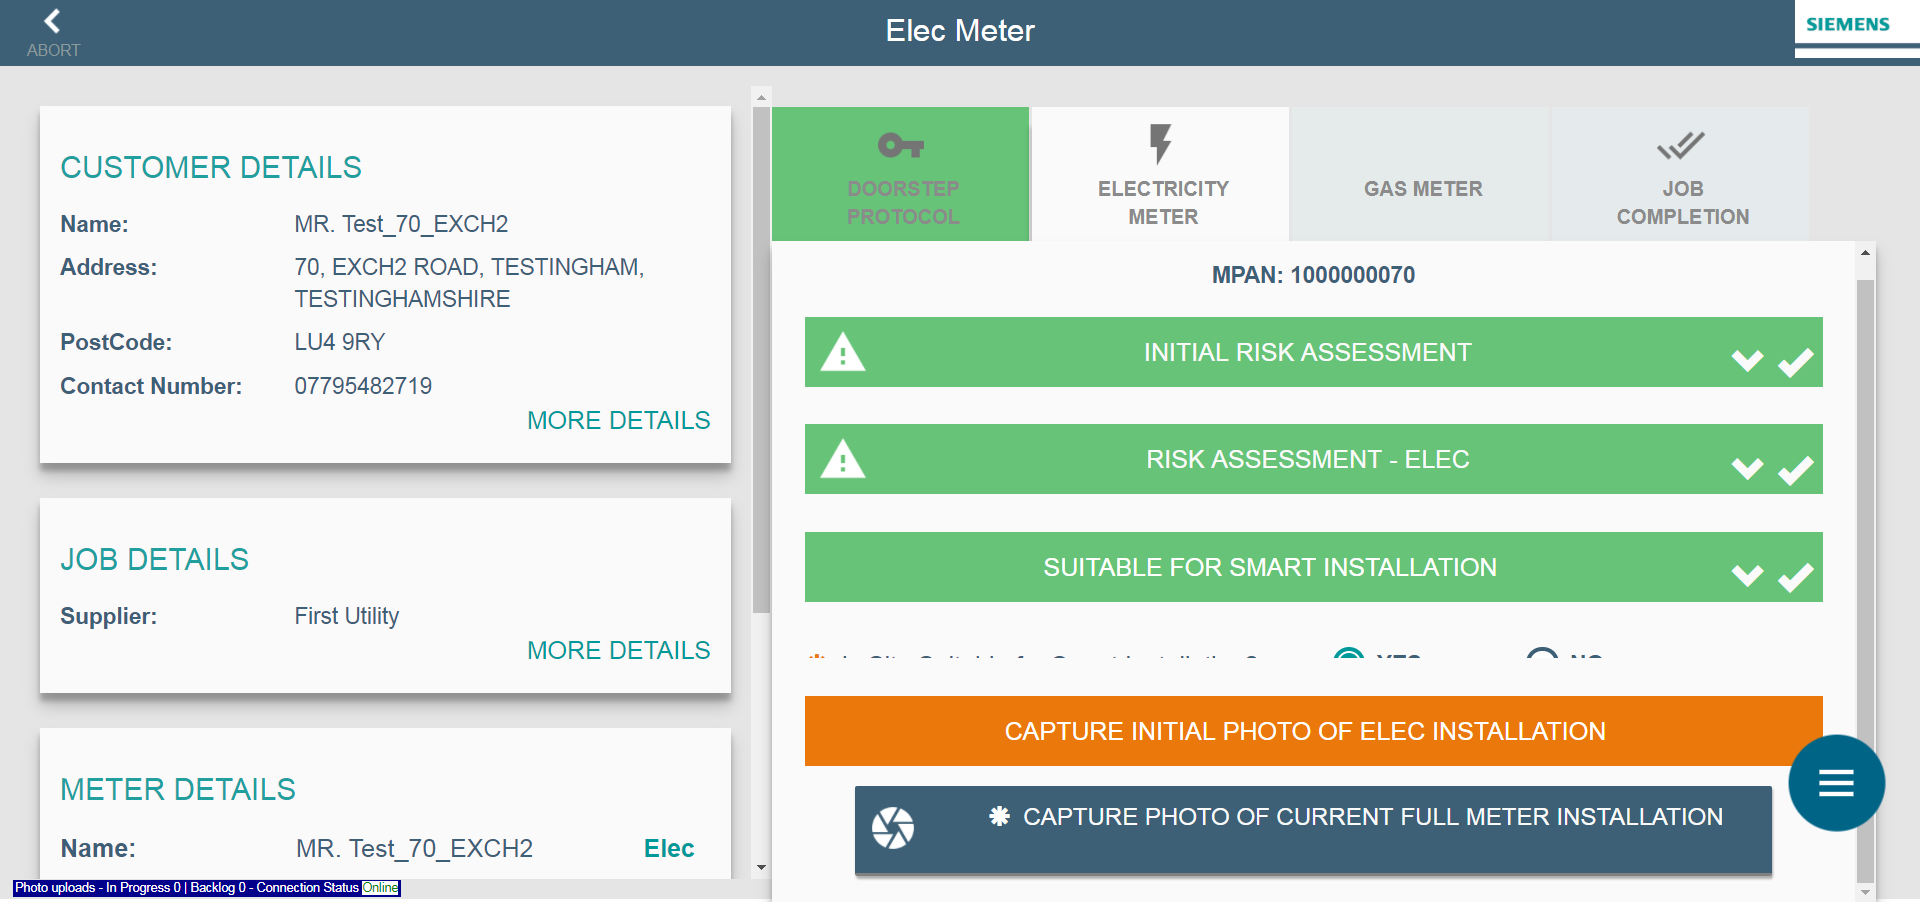 ABORT
Elec Meter
SIEMENS
CUSTOMER DETAILS
Name: MR. Test_70_EXCH2
Address: 70, EXCH2 ROAD, TESTINGHAM,
TESTINGHAMSHIRE
PostCode: LU4 9RY
Contact Number: 07795482719
MORE DETAILS
JOB DETAILS
Supplier: First Utility
MORE DETAILS
METER DETAILS
Name: MR. Test_70_EXCH2 Elec
Photo uploads - In Progress 0 | Backlog 0 - Connection Status Online
DOORSTEP
PROTOCOL
ELECTRICITY
METER
GAS METER
JOB
COMPLETION
MPAN: 1000000070
INITIAL RISK ASSESSMENT
RISK ASSESSMENT - ELEC
SUITABLE FOR SMART INSTALLATION
YES NO
CAPTURE INITIAL PHOTO OF ELEC INSTALLATION
✱ CAPTURE PHOTO OF CURRENT FULL METER INSTALLATION